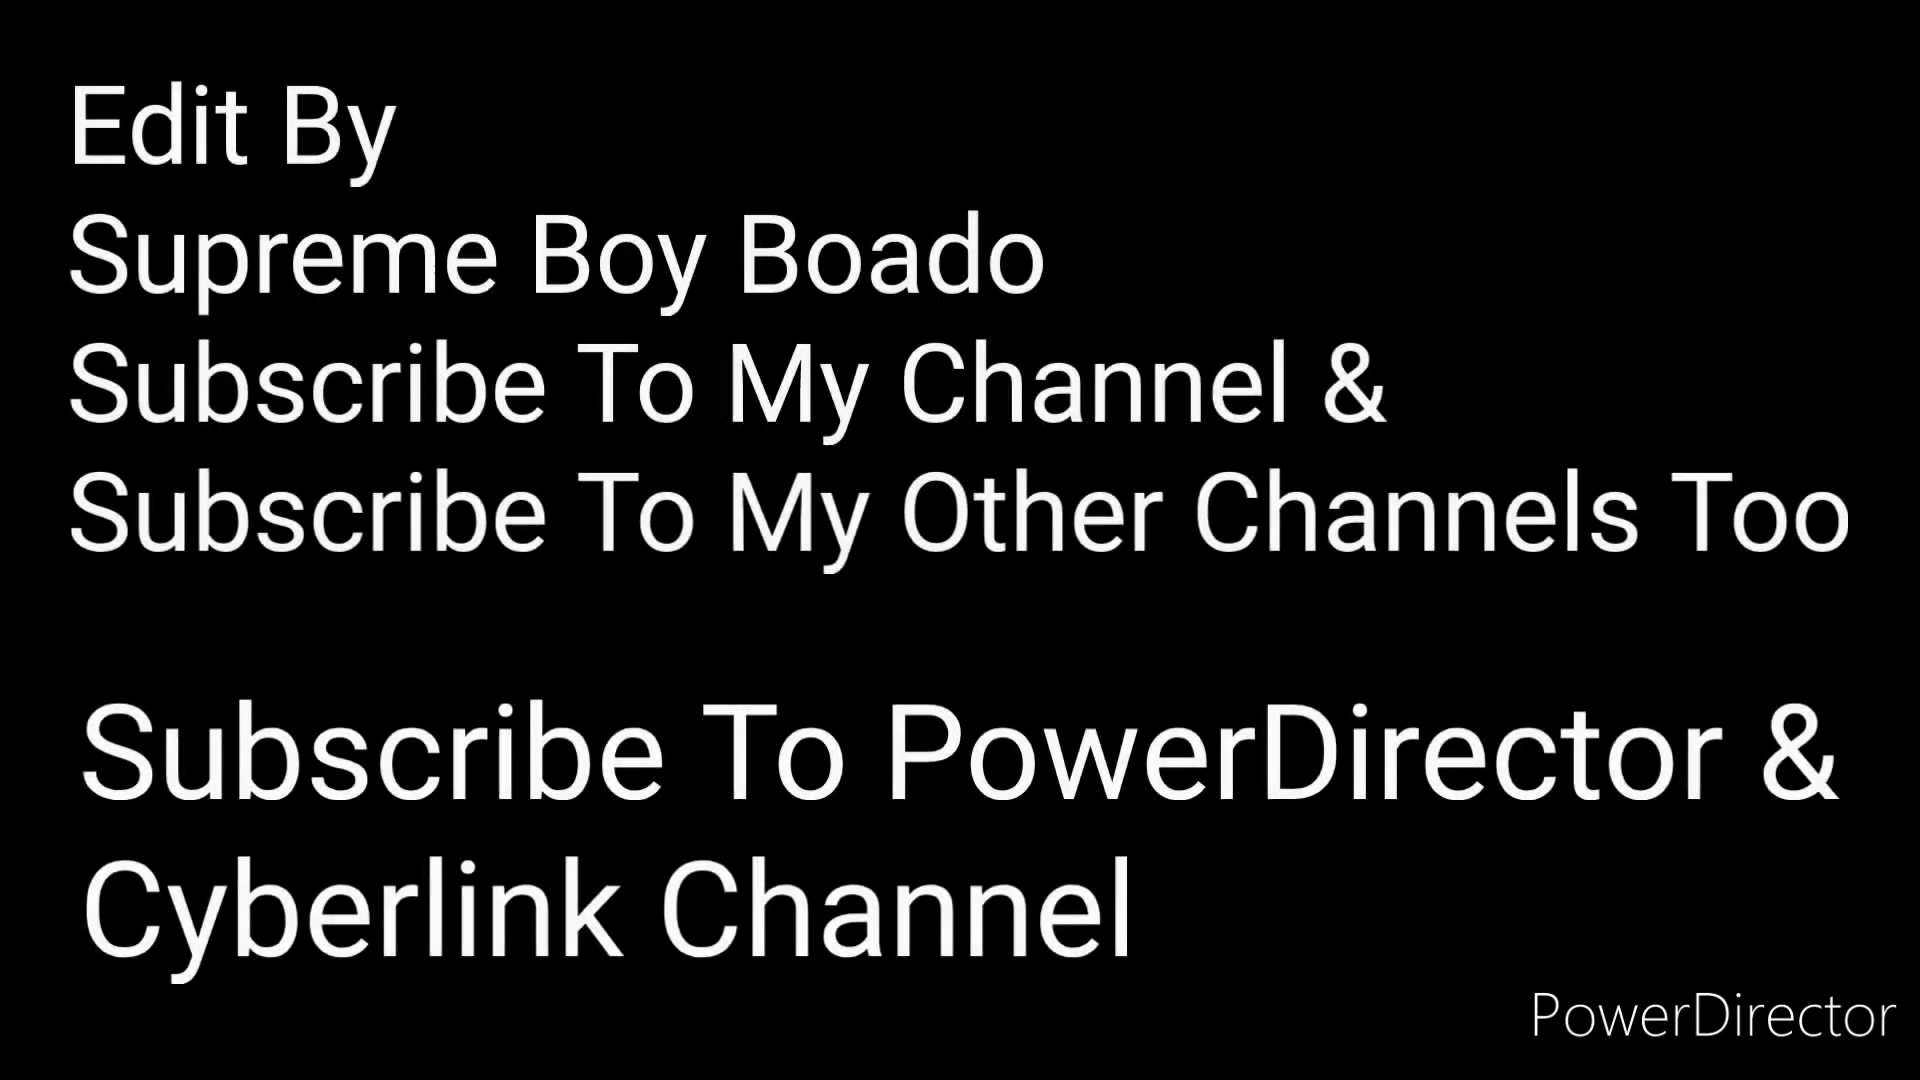 Edit By
Supreme Boy Boado
Subscribe To My Channel &
Subscribe To My Other Channels Too
Subscribe To PowerDirector &
Cyberlink Channel
PowerDirector